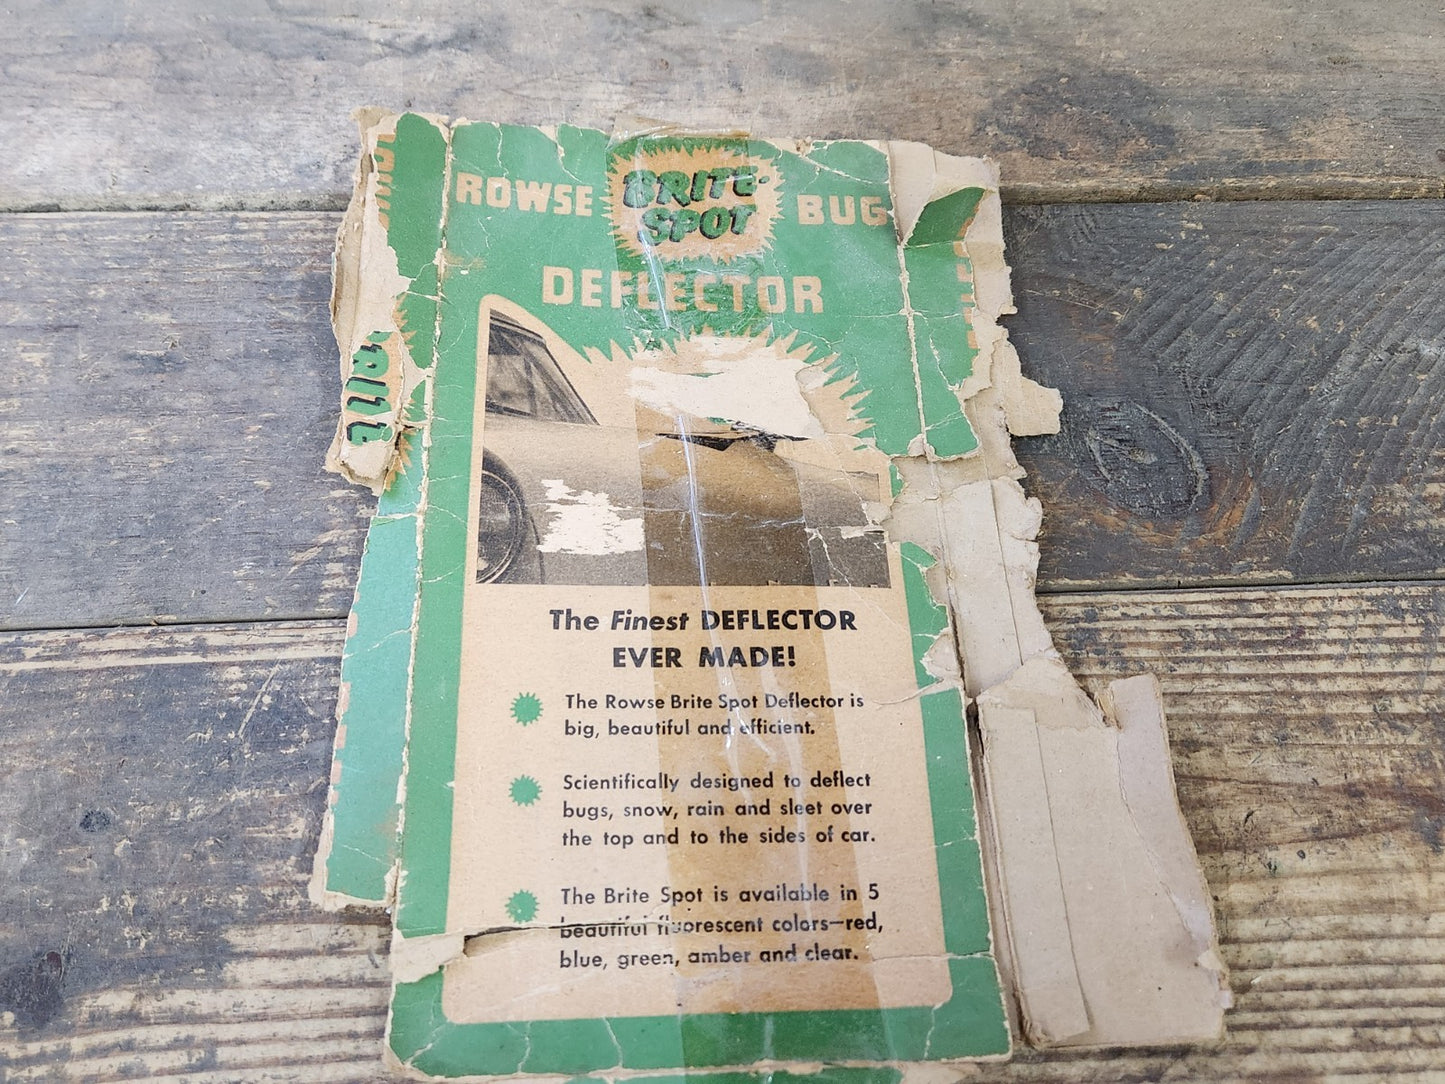 ROWSE BRITE-SPOT BUG
DEFLECTOR
The Finest DEFLECTOR
EVER MADE!
The Rowse Brite Spot Deflector is
big, beautiful and efficient.
Scientifically designed to deflect
bugs, snow, rain and sleet over
the top and to the sides of car.
The Brite Spot is available in 5
beautiful fluorescent colors—red,
blue, green, amber and clear.